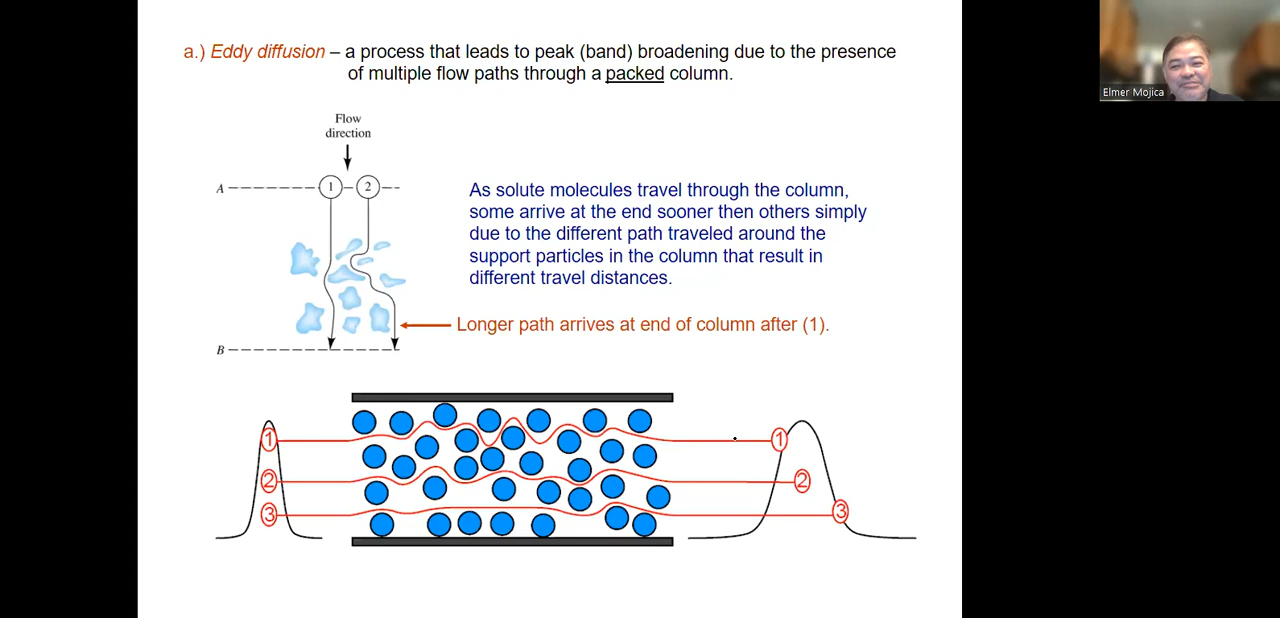 a.) Eddy diffusion – a process that leads to peak (band) broadening due to the presence
of multiple flow paths through a packed column.
Elmer Mojica
Flow
direction
A
1
2
As solute molecules travel through the column,
some arrive at the end sooner then others simply
due to the different path traveled around the
support particles in the column that result in
different travel distances.
Longer path arrives at end of column after (1).
B
1
1
2
2
3
3